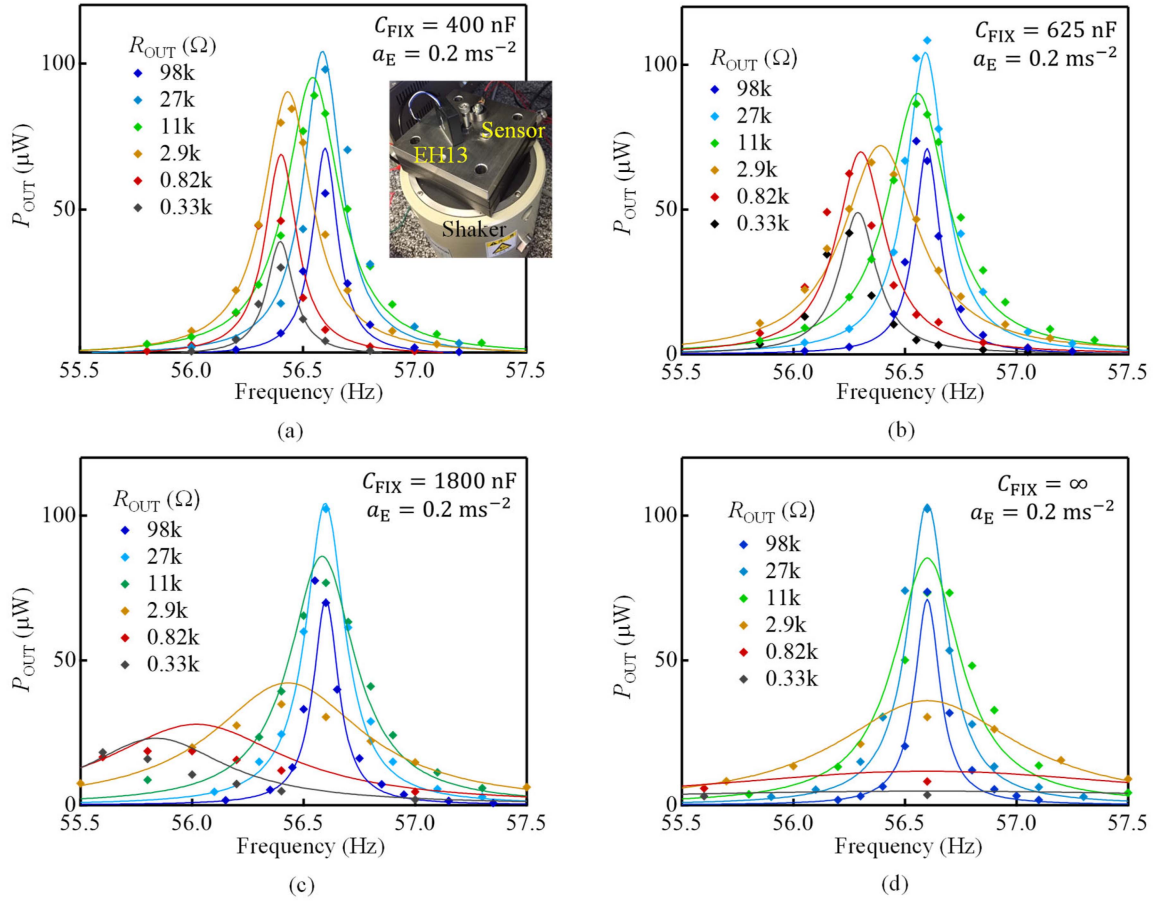 C_FIX = 400 nF
a_E = 0.2 ms⁻²
R_OUT (Ω)
98k
27k
11k
2.9k
0.82k
0.33k
Sensor
EH13
Shaker
P_OUT (μW)
100
50
0
55.5 56.0 56.5 57.0 57.5
Frequency (Hz)
(a)
C_FIX = 625 nF
a_E = 0.2 ms⁻²
R_OUT (Ω)
98k
27k
11k
2.9k
0.82k
0.33k
P_OUT (μW)
100
50
0
55.5 56.0 56.5 57.0 57.5
Frequency (Hz)
(b)
C_FIX = 1800 nF
a_E = 0.2 ms⁻²
R_OUT (Ω)
98k
27k
11k
2.9k
0.82k
0.33k
P_OUT (μW)
100
50
0
55.5 56.0 56.5 57.0 57.5
Frequency (Hz)
(c)
C_FIX = ∞
a_E = 0.2 ms⁻²
R_OUT (Ω)
98k
27k
11k
2.9k
0.82k
0.33k
P_OUT (μW)
100
50
0
55.5 56.0 56.5 57.0 57.5
Frequency (Hz)
(d)